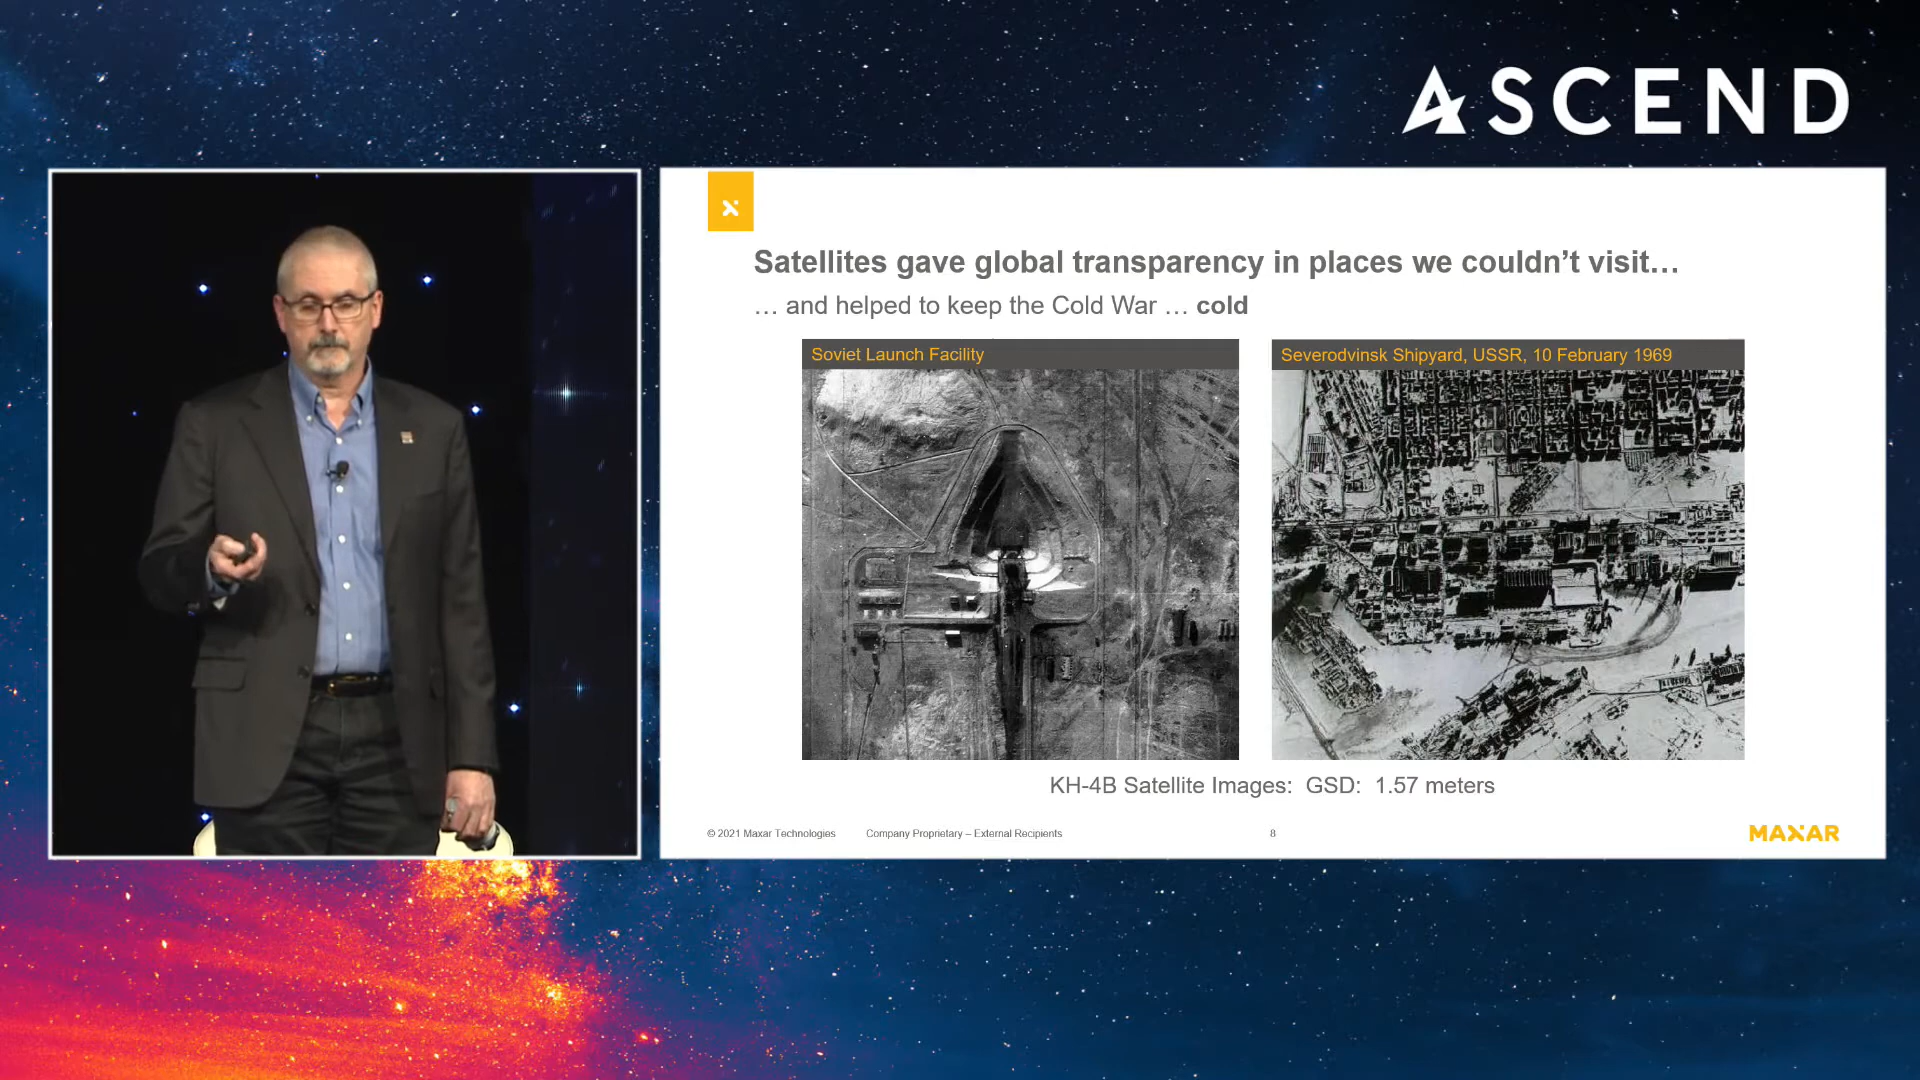 ASCEND
Satellites gave global transparency in places we couldn't visit…
… and helped to keep the Cold War … cold
Soviet Launch Facility
Severodvinsk Shipyard, USSR, 10 February 1969
KH-4B Satellite Images: GSD: 1.57 meters
© 2021 Maxar Technologies Company Proprietary – External Recipients 8
MAXAR